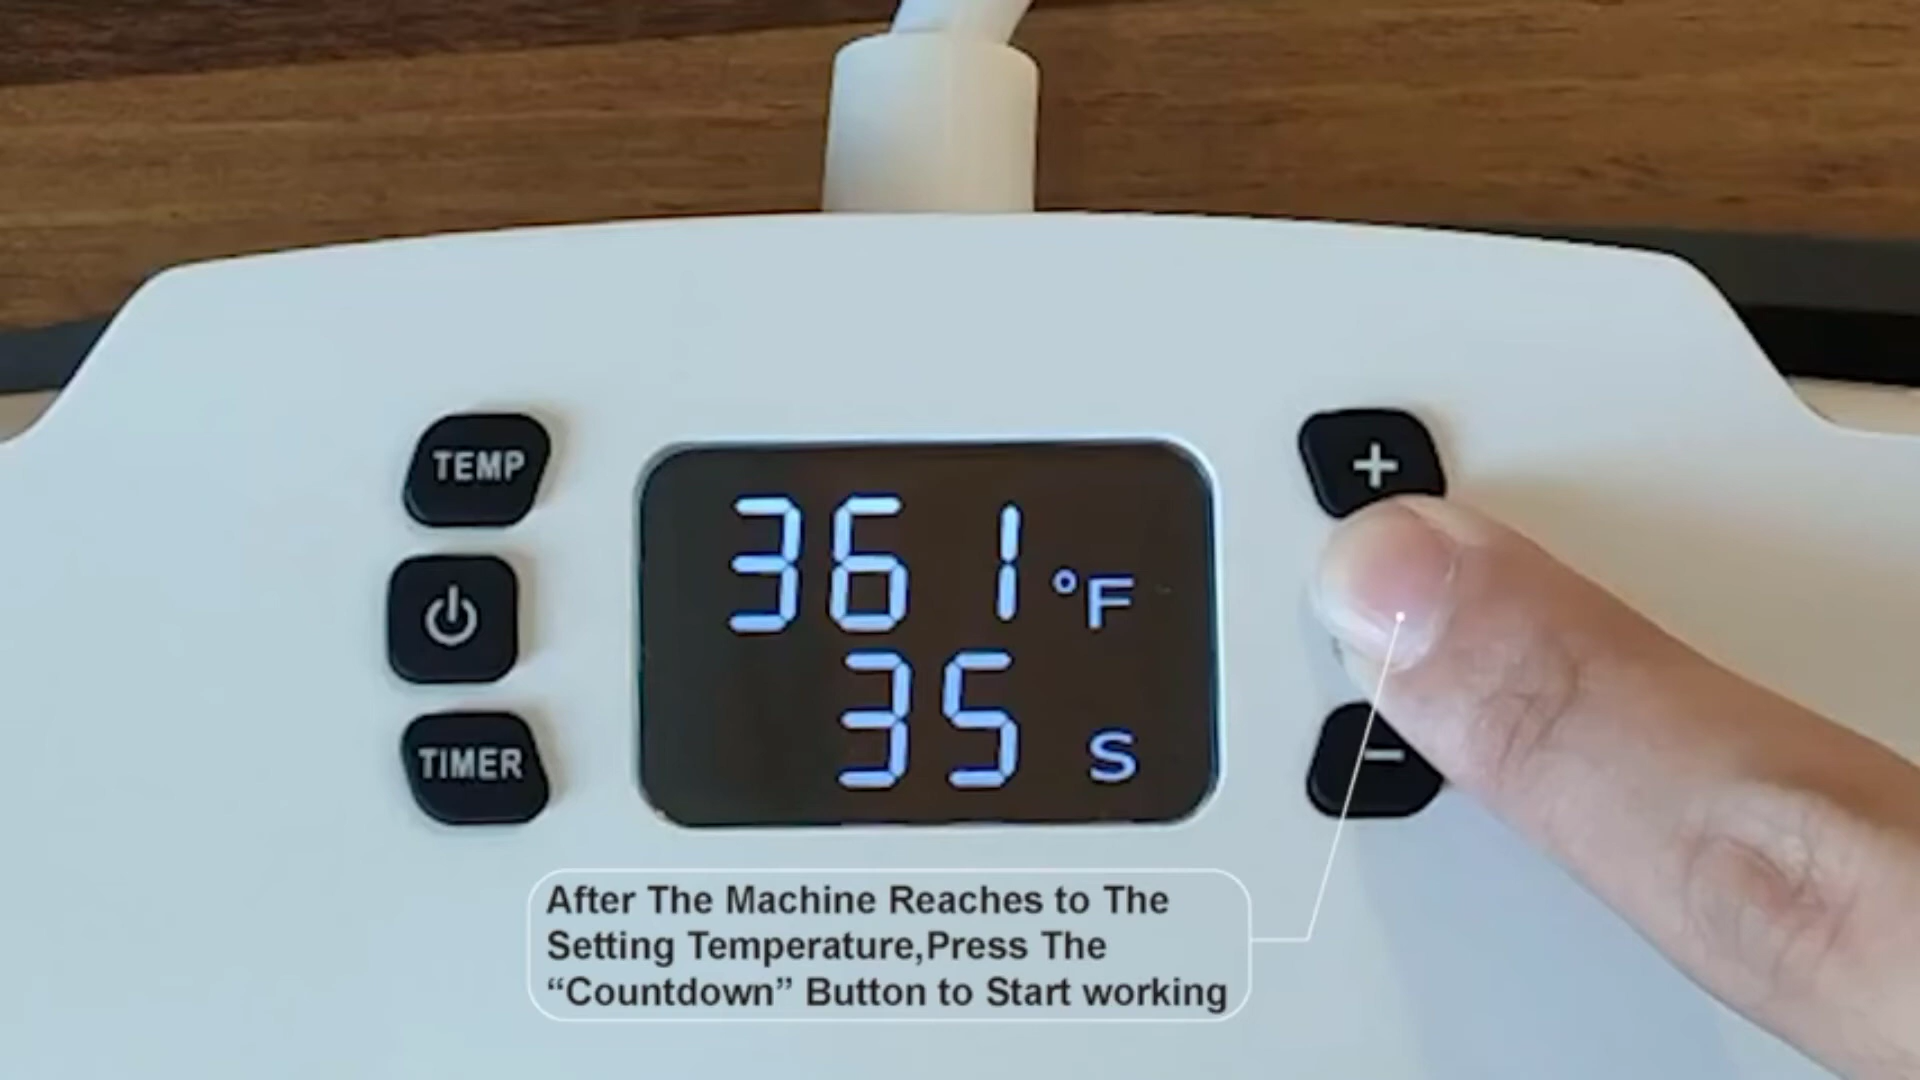 TEMP
+
361 °F
35 S
TIMER
-
After The Machine Reaches to The
Setting Temperature,Press The
“Countdown” Button to Start working